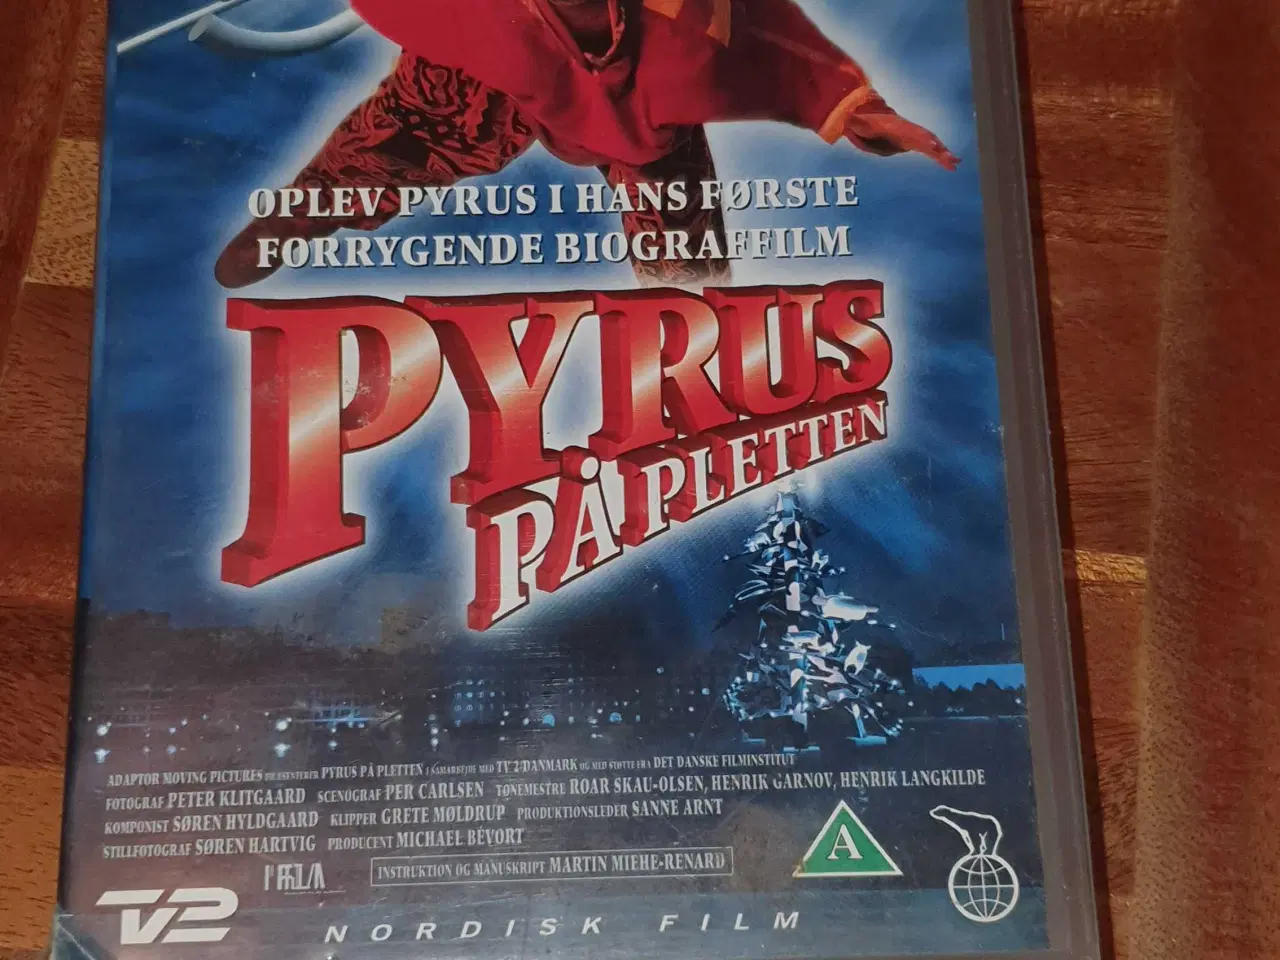 OPLEV PYRUS I HANS FØRSTE
FORRYGENDE BIOGRAFFILM
PYRUS
PÅ PLETTEN
ADAPTOR MOVING PICTURES PRÆSENTERER PYRUS PÅ PLETTEN I SAMARBEJDE MED TV 2/DANMARK OG MED STØTTE FRA DET DANSKE FILMINSTITUT
FOTOGRAF PETER KLITGAARD SCENOGRAF PER CARLSEN TONEMESTRE ROAR SKAU-OLSEN, HENRIK GARNOV, HENRIK LANGKILDE
KOMPONIST SØREN HYLDGAARD KLIPPER GRETE MØLDRUP PRODUKTIONSLEDER SANNE ARNT
STILLFOTOGRAF SØREN HARTVIG PRODUCENT MICHAEL BÉVORT
INSTRUKTION OG MANUSKRIPT MARTIN MIEHE-RENARD
A
TV2
NORDISK FILM